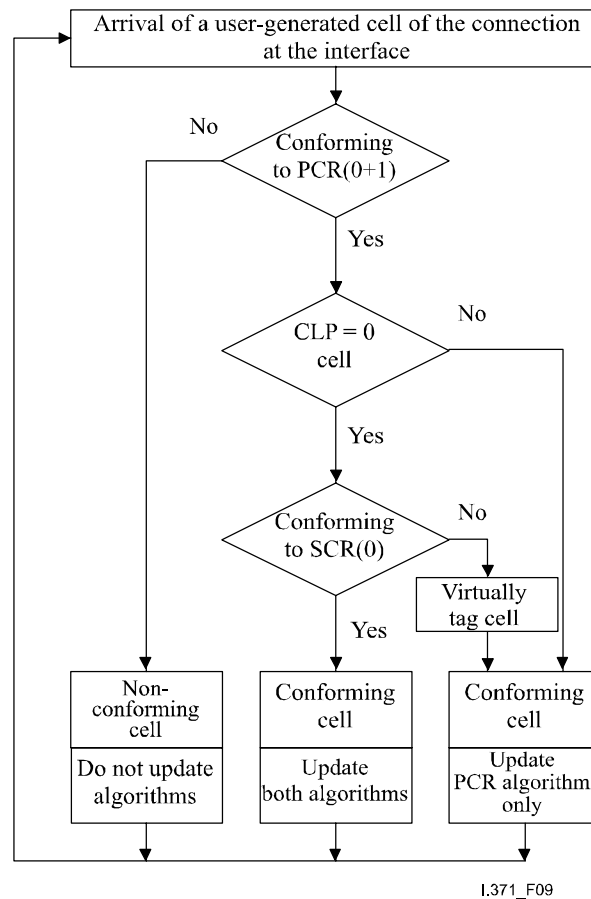 Arrival of a user-generated cell of the connection
at the interface
No
Conforming
to PCR(0+1)
Yes
CLP = 0
cell
No
Yes
Conforming
to SCR(0)
No
Virtually
tag cell
Yes
Non-
conforming
cell
Conforming
cell
Conforming
cell
Do not update
algorithms
Update
both algorithms
Update
PCR algorithm
only
I.371_F09